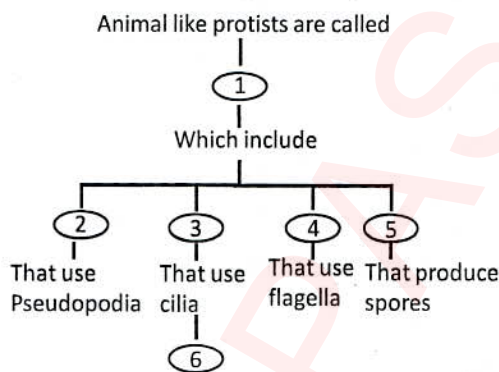 Animal like protists are called
1
Which include
2
3
4
5
That use
Pseudopodia
That use
cilia
That use
flagella
That produce
spores
6